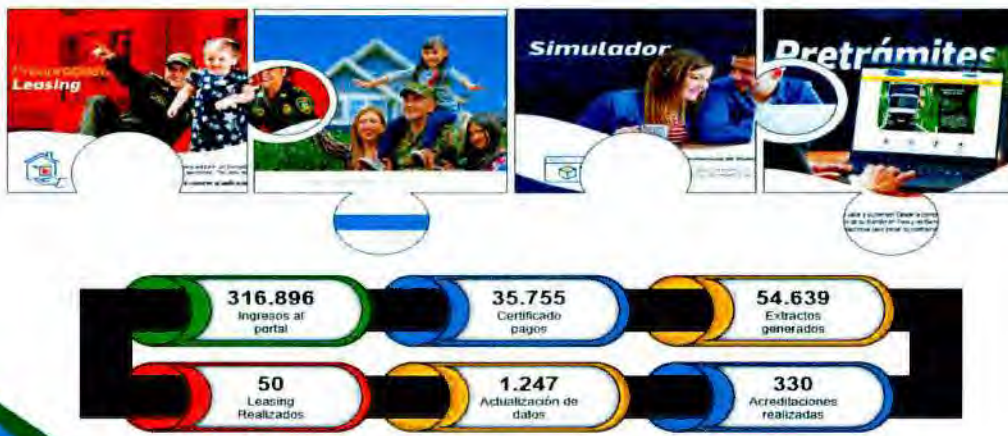 Leasing
Simulador
Pretrámites
316.896
Ingresos al
portal
35.755
Certificado
pagos
54.639
Extractos
generados
50
Leasing
Realizados
1.247
Actualización de
datos
330
Acreditaciones
realizadas